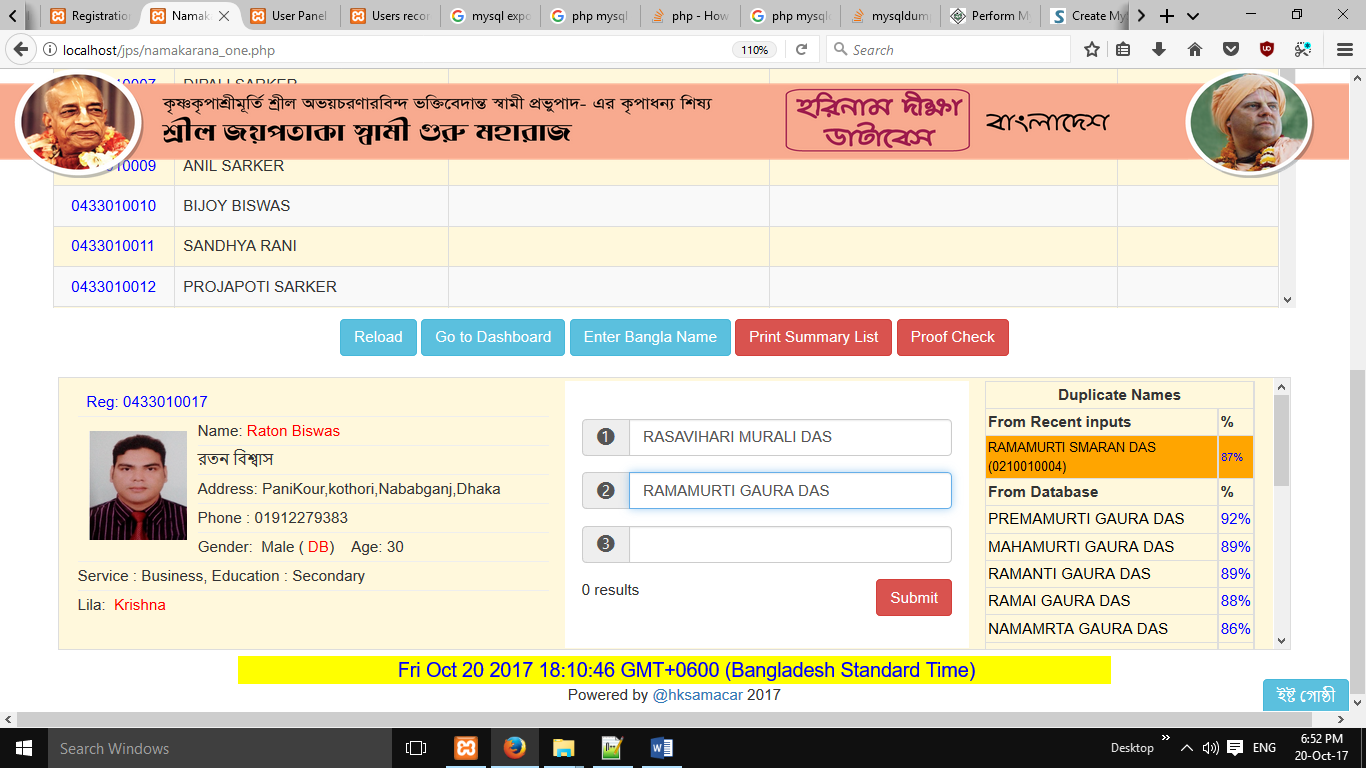 Registration
Namak
User Panel
Users recor
mysql expo
php mysql
php - How
php mysql
mysqldump
Perform M
Create My
localhost/jps/namakarana_one.php
110%
Search
DIPALI SARKER
কৃষ্ণকৃপাশ্রীমূর্তি শ্রীল অভয়চরণারবিন্দ ভক্তিবেদান্ত স্বামী প্রভুপাদ- এর কৃপাধন্য শিষ্য
শ্রীল জয়পতাকা স্বামী গুরু মহারাজ
হরিনাম দীক্ষা
ডাটাবেস
বাংলাদেশ
0009 ANIL SARKER
0433010010 BIJOY BISWAS
0433010011 SANDHYA RANI
0433010012 PROJAPOTI SARKER
Reload Go to Dashboard Enter Bangla Name Print Summary List Proof Check
Reg: 0433010017
Name: Raton Biswas
রতন বিশ্বাস
Address: PaniKour,kothori,Nababganj,Dhaka
Phone : 01912279383
Gender: Male ( DB) Age: 30
Service : Business, Education : Secondary
Lila: Krishna
1 RASAVIHARI MURALI DAS
2 RAMAMURTI GAURA DAS
3
0 results
Submit
Duplicate Names
From Recent inputs %
RAMAMURTI SMARAN DAS
(0210010004) 87%
From Database %
PREMAMURTI GAURA DAS 92%
MAHAMURTI GAURA DAS 89%
RAMANTI GAURA DAS 89%
RAMAI GAURA DAS 88%
NAMAMRTA GAURA DAS 86%
Fri Oct 20 2017 18:10:46 GMT+0600 (Bangladesh Standard Time)
Powered by @hksamacar 2017
ইষ্ট গোষ্ঠী
Search Windows
Desktop
ENG
6:52 PM
20-Oct-17